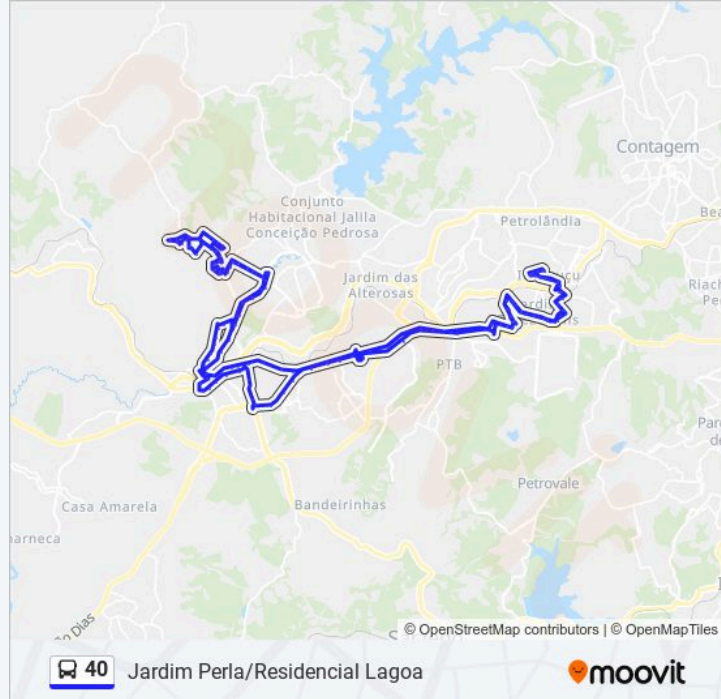 Contagem
Conjunto
Habitacional Jalila
Conceição Pedrosa
Petrolândia
Jardim das
Alterosas
PTB
Petrovale
Casa Amarela
Bandeirinhas
© OpenStreetMap contributors | © OpenMapTiles
40 Jardim Perla/Residencial Lagoa
moovit